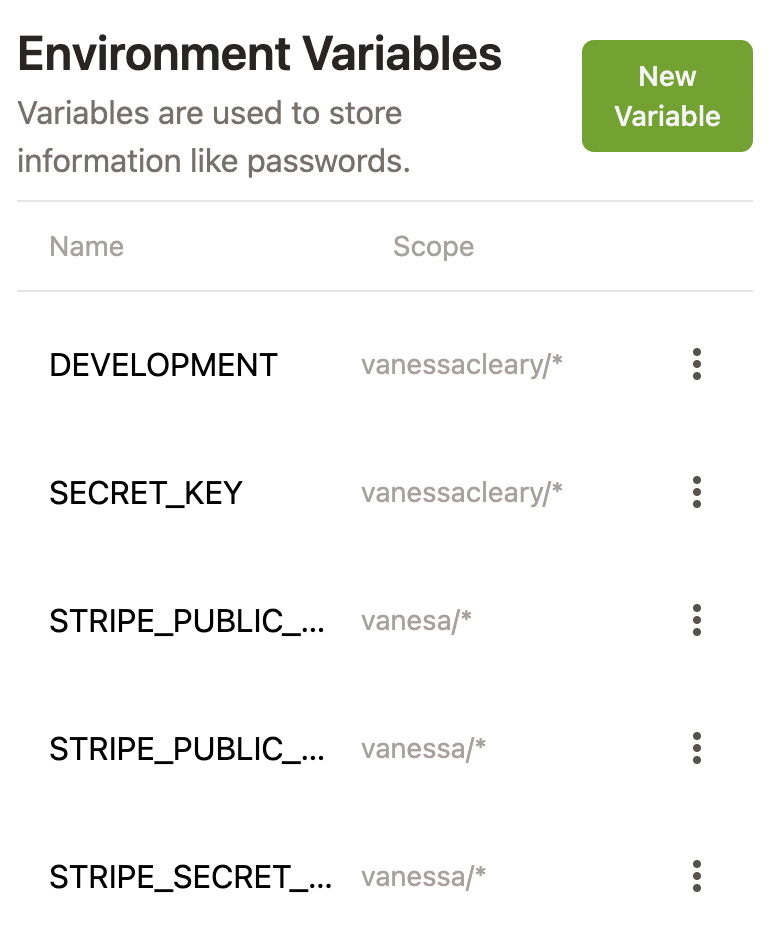 Environment Variables
Variables are used to store
information like passwords.
New
Variable
Name Scope
DEVELOPMENT vanessacleary/*
SECRET_KEY vanessacleary/*
STRIPE_PUBLIC_... vanesa/*
STRIPE_PUBLIC_... vanessa/*
STRIPE_SECRET_... vanessa/*